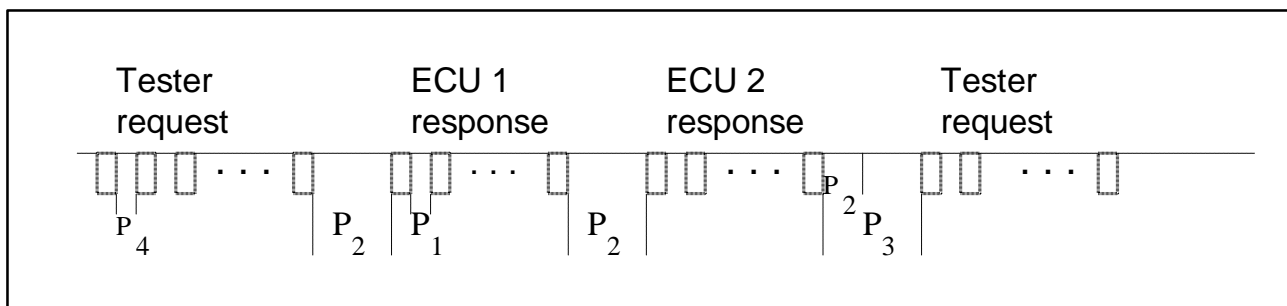 Tester
request
ECU 1
response
ECU 2
response
Tester
request
. . .
. . .
. . .
. . .
P4
P2
P1
P2
P2
P3